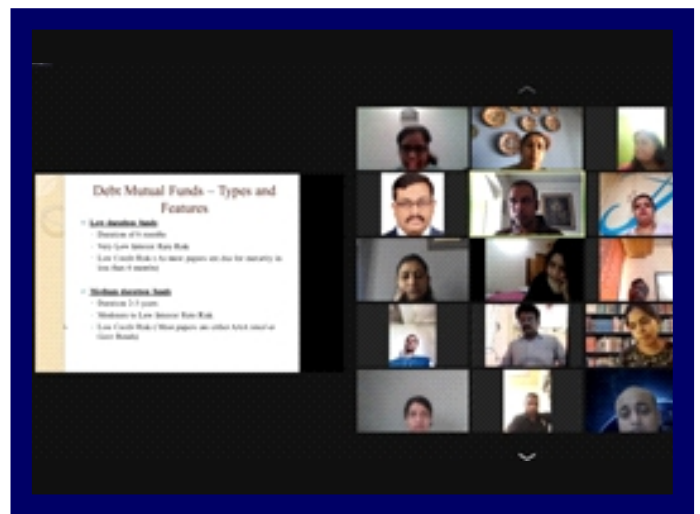 Debt Mutual Funds – Types and
Features
Low duration funds
Duration of 6 months
Very Low Interest Rate Risk
Low Credit Risk ( As most papers are due for maturity in
less than 6 months)
Medium duration funds
Duration 2-3 years
Moderate to Low Interest Rate Risk
Low Credit Risk ( Most papers are either AAA rated or
Govt Bonds)